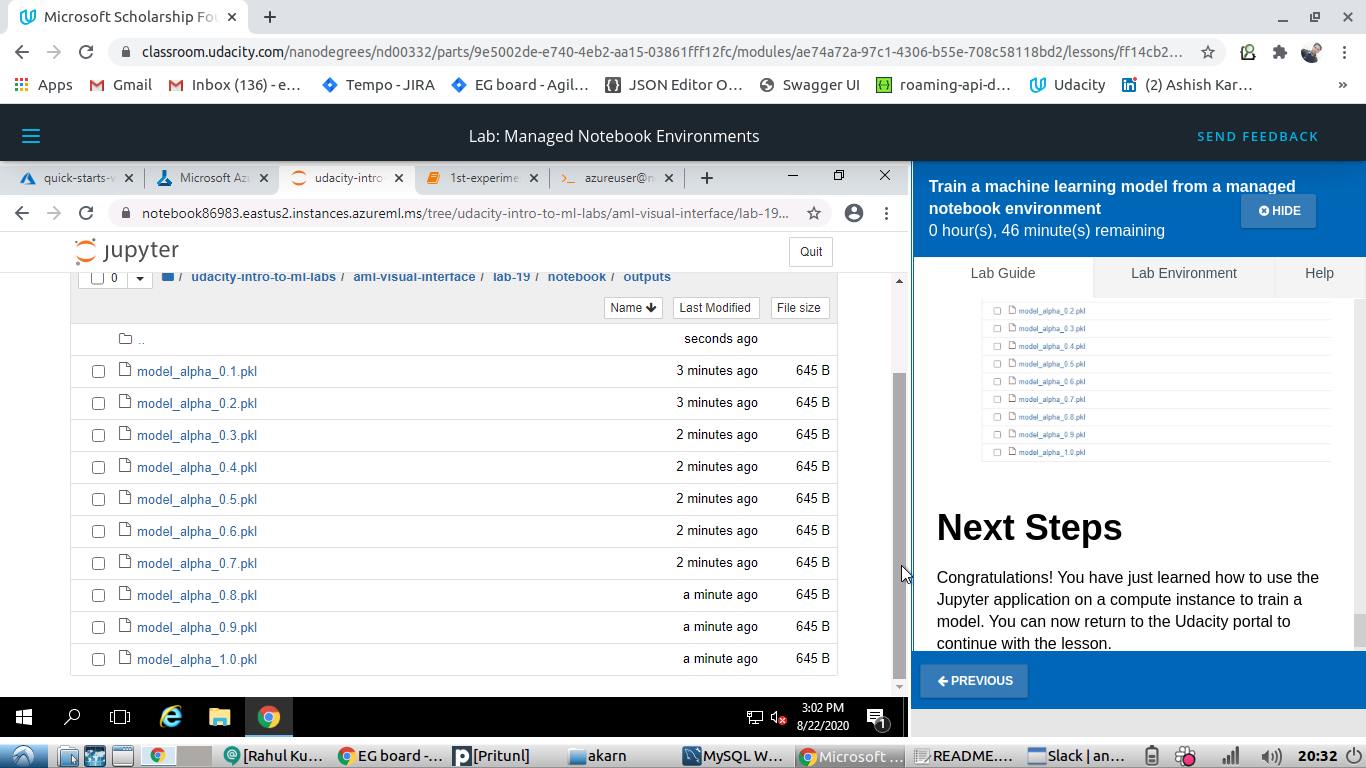 Microsoft Scholarship Fou
classroom.udacity.com/nanodegrees/nd00332/parts/9e5002de-e740-4eb2-aa15-03861fff12fc/modules/ae74a72a-97c1-4306-b55e-708c58118bd2/lessons/ff14cb2...
Apps Gmail Inbox (136) - e... Tempo - JIRA EG board - Agil... JSON Editor O... Swagger UI roaming-api-d... Udacity (2) Ashish Kar... »
Lab: Managed Notebook Environments
SEND FEEDBACK
quick-starts-w Microsoft Azu udacity-intro- 1st-experime azureuser@n
notebook86983.eastus2.instances.azureml.ms/tree/udacity-intro-to-ml-labs/aml-visual-interface/lab-19...
jupyter
Quit
0 / udacity-intro-to-ml-labs / aml-visual-interface / lab-19 / notebook / outputs
Name Last Modified File size
.. seconds ago
model_alpha_0.1.pkl 3 minutes ago 645 B
model_alpha_0.2.pkl 3 minutes ago 645 B
model_alpha_0.3.pkl 2 minutes ago 645 B
model_alpha_0.4.pkl 2 minutes ago 645 B
model_alpha_0.5.pkl 2 minutes ago 645 B
model_alpha_0.6.pkl 2 minutes ago 645 B
model_alpha_0.7.pkl 2 minutes ago 645 B
model_alpha_0.8.pkl a minute ago 645 B
model_alpha_0.9.pkl a minute ago 645 B
model_alpha_1.0.pkl a minute ago 645 B
3:02 PM
8/22/2020
1
Train a machine learning model from a managed
notebook environment
HIDE
0 hour(s), 46 minute(s) remaining
Lab Guide Lab Environment Help
model_alpha_0.2.pkl
model_alpha_0.3.pkl
model_alpha_0.4.pkl
model_alpha_0.5.pkl
model_alpha_0.6.pkl
model_alpha_0.7.pkl
model_alpha_0.8.pkl
model_alpha_0.9.pkl
model_alpha_1.0.pkl
Next Steps
Congratulations! You have just learned how to use the
Jupyter application on a compute instance to train a
model. You can now return to the Udacity portal to
continue with the lesson.
PREVIOUS
[Rahul Ku... EG board -... [Pritunl] akarn MySQL W... Microsoft ... README.... Slack | an... 20:32